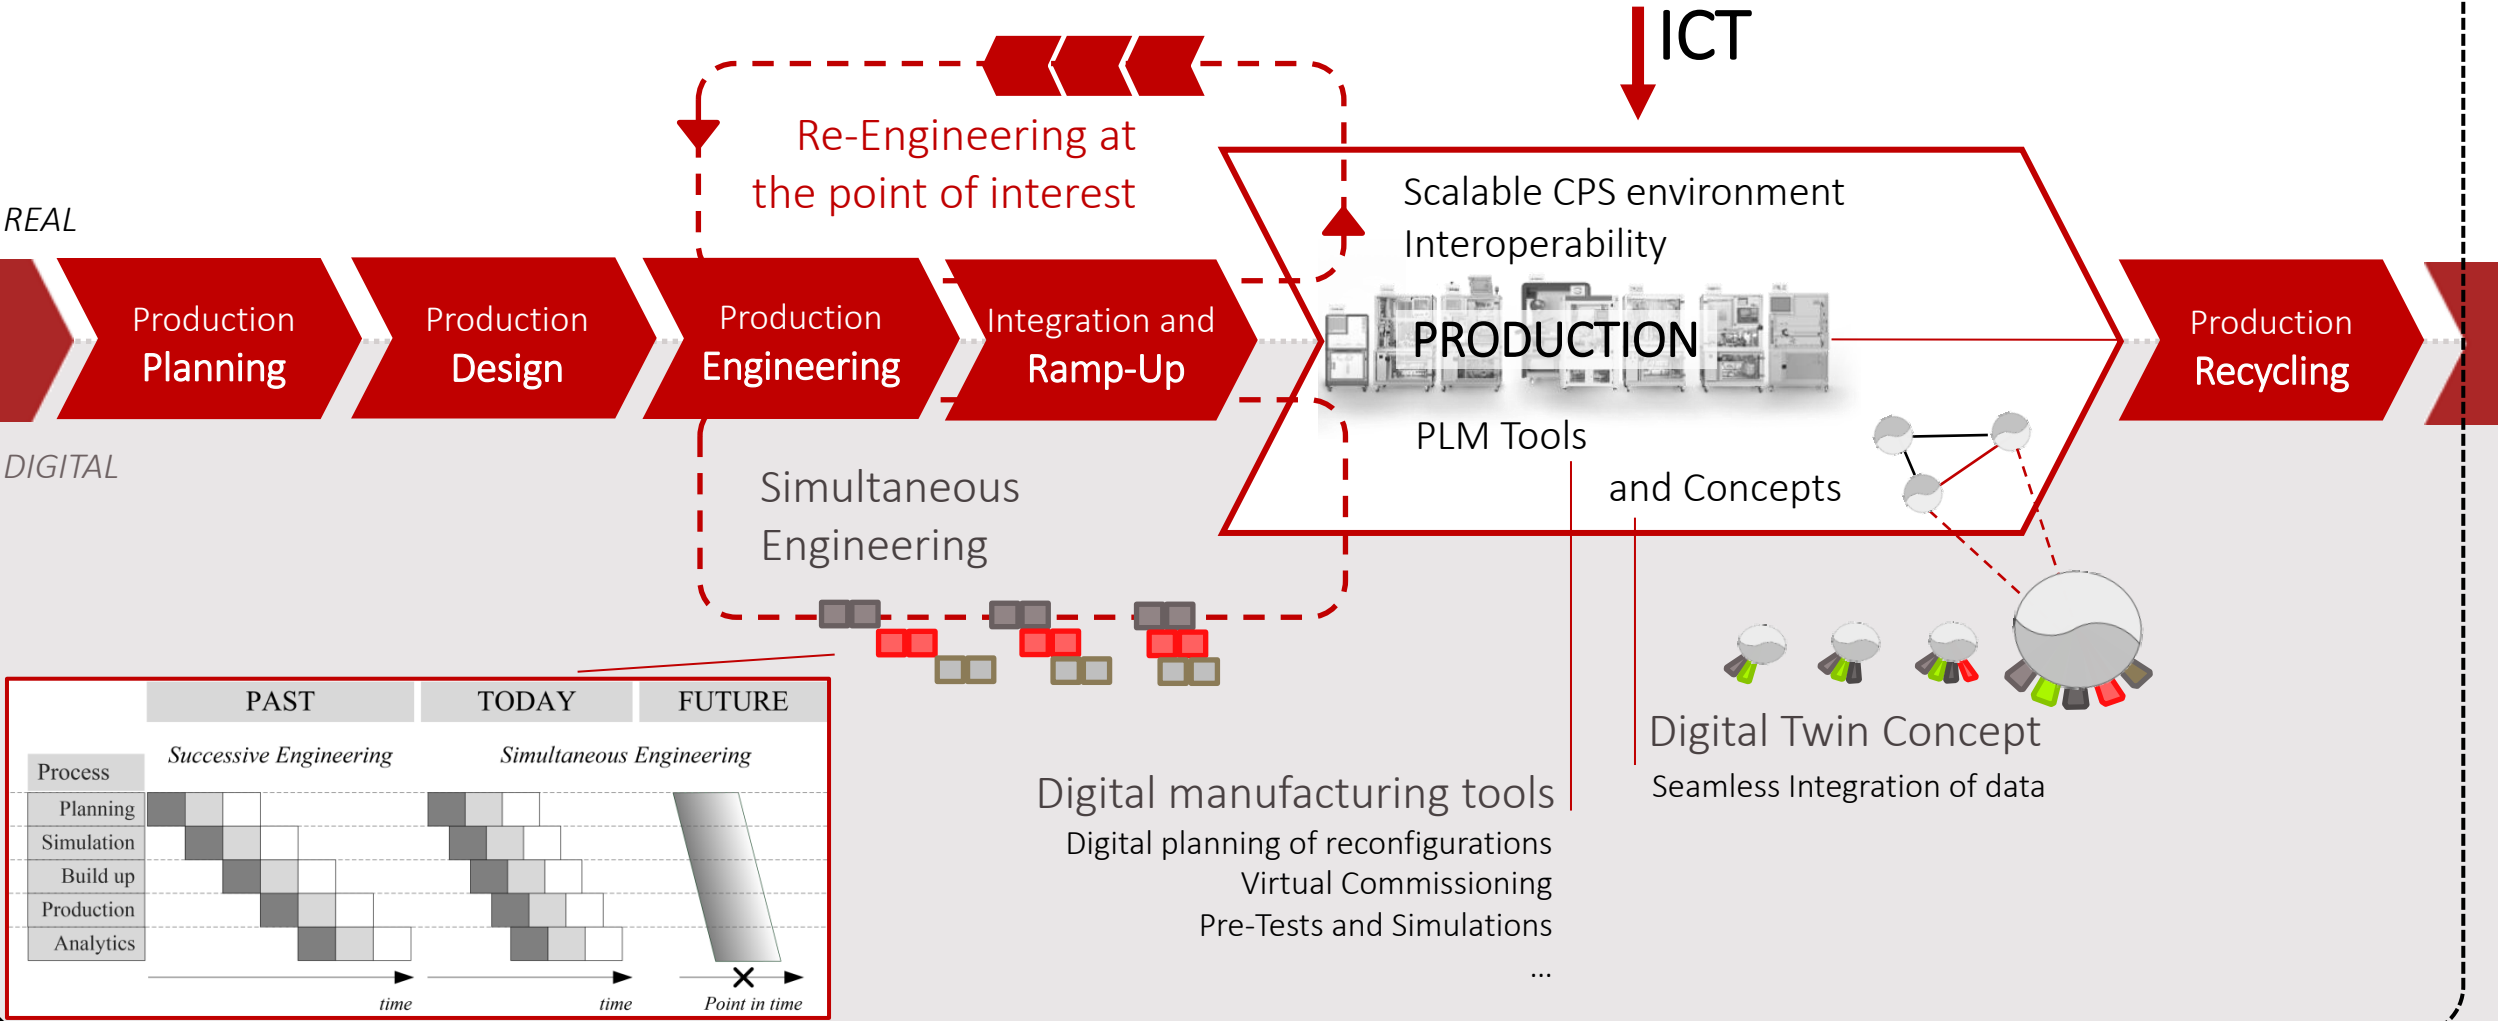 ICT
Re-Engineering at
the point of interest
REAL
Scalable CPS environment
Interoperability
Production
Planning
Production
Design
Production
Engineering
Integration and
Ramp-Up
PRODUCTION
Production
Recycling
DIGITAL
PLM Tools
and Concepts
Simultaneous
Engineering
Digital Twin Concept
Seamless Integration of data
Digital manufacturing tools
Digital planning of reconfigurations
Virtual Commissioning
Pre-Tests and Simulations
...
PAST
TODAY
FUTURE
Successive Engineering
Simultaneous Engineering
Process
Planning
Simulation
Build up
Production
Analytics
time
time
Point in time